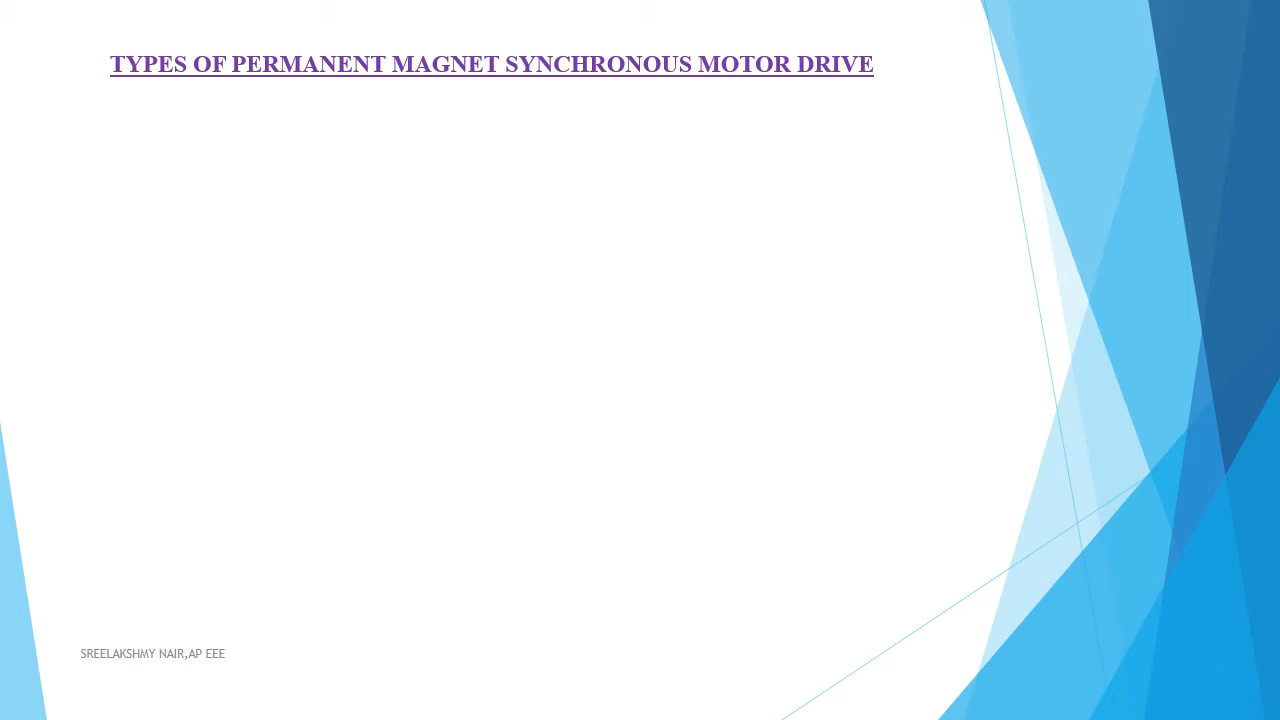 TYPES OF PERMANENT MAGNET SYNCHRONOUS MOTOR DRIVE
SREELAKSHMY NAIR,AP EEE